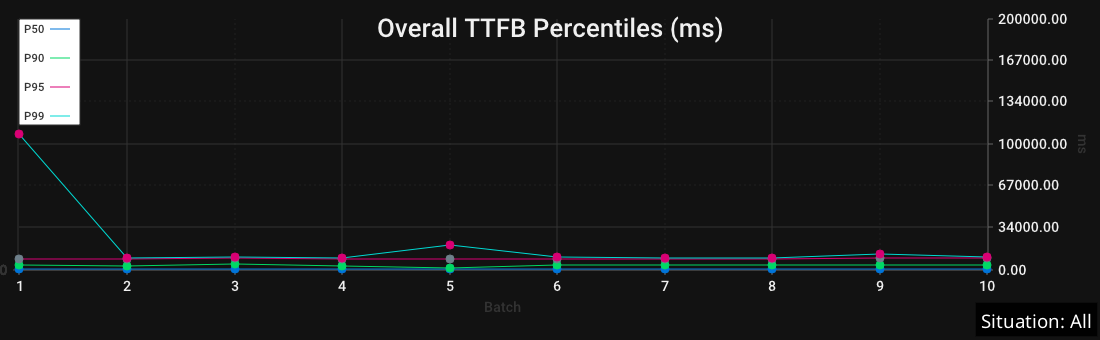 Overall TTFB Percentiles (ms)
P50
P90
P95
P99
200000.00
167000.00
134000.00
100000.00
67000.00
34000.00
0.00
ms
0
1 2 3 4 5 6 7 8 9 10
Batch
Situation: All